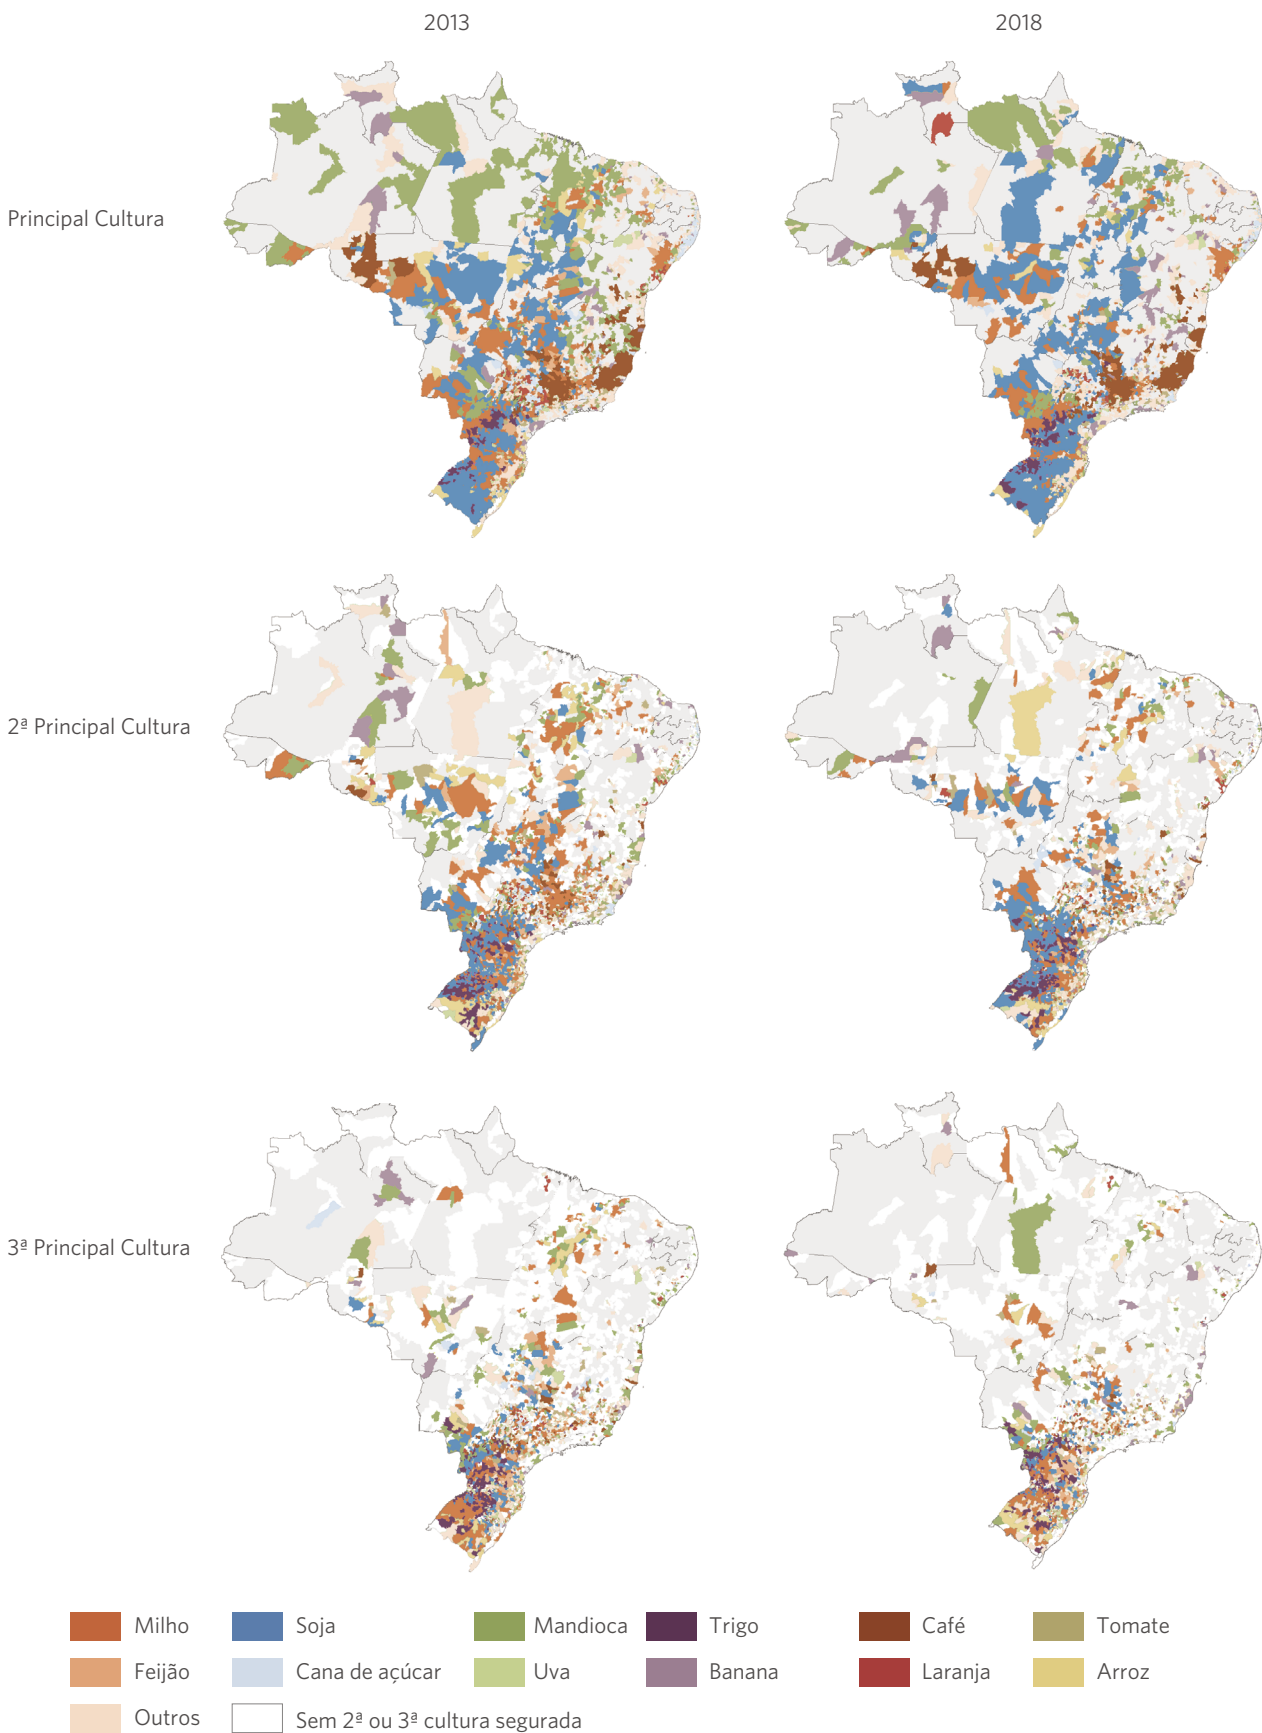 2013 2018
Principal Cultura
2ª Principal Cultura
3ª Principal Cultura
Milho Soja Mandioca Trigo Café Tomate
Feijão Cana de açúcar Uva Banana Laranja Arroz
Outros Sem 2ª ou 3ª cultura segurada